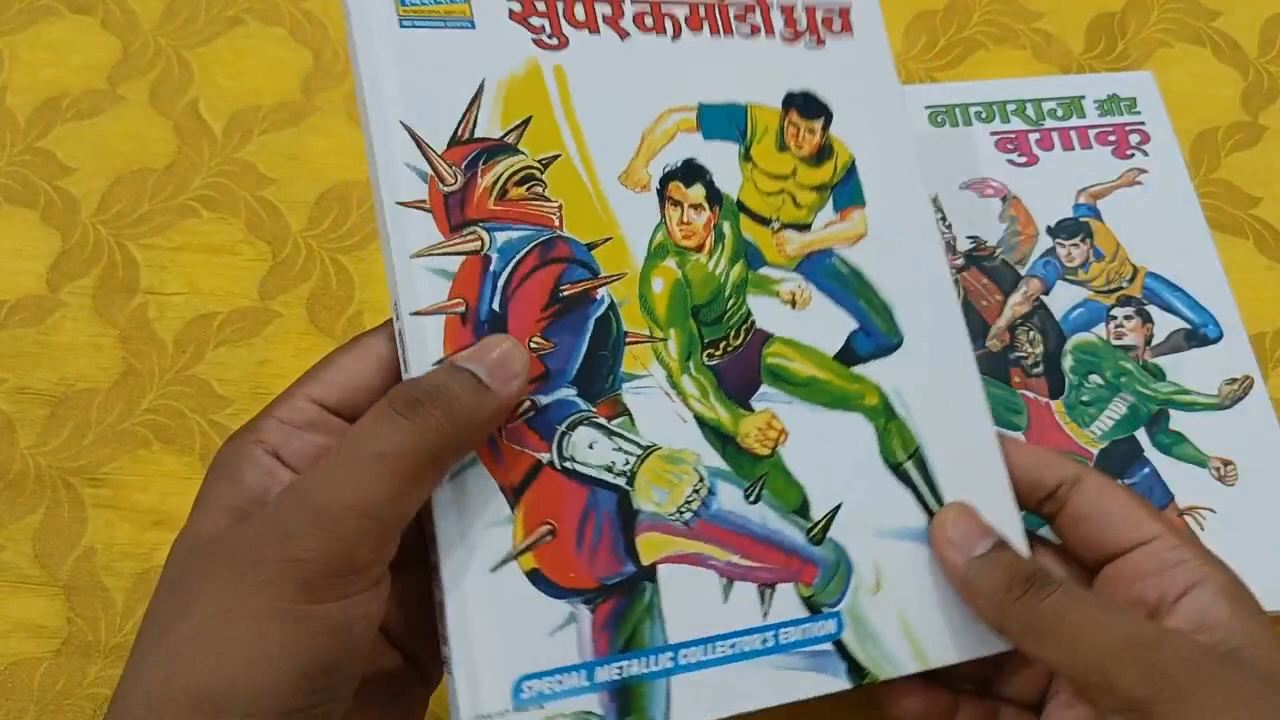 सुपर कमांडो ध्रुव
SPECIAL METALLIC COLLECTOR'S EDITION
नागराज और
बुगाकू